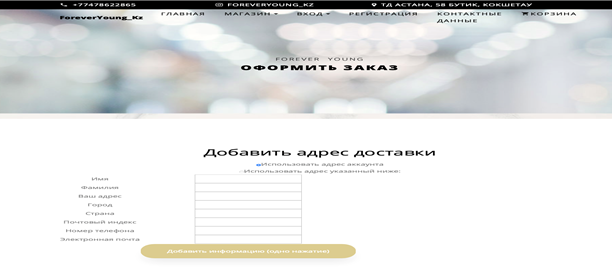 +77478622865
FOREVERYOUNG_KZ
ТД АСТАНА, 58 БУТИК, КОКШЕТАУ
ForeverYoung_Kz
ГЛАВНАЯ
МАГАЗИН
ВХОД
РЕГИСТРАЦИЯ
КОНТАКТНЫЕ
ДАННЫЕ
КОРЗИНА
FOREVER YOUNG
ОФОРМИТЬ ЗАКАЗ
Добавить адрес доставки
Использовать адрес аккаунта
Использовать адрес указанный ниже:
Имя
Фамилия
Ваш адрес
Город
Страна
Почтовый индекс
Номер телефона
Электронная почта
Добавить информацию (одно нажатие)